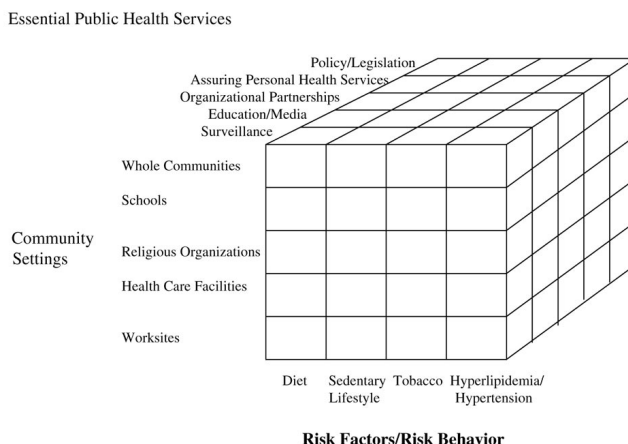 Essential Public Health Services
Policy/Legislation
Assuring Personal Health Services
Organizational Partnerships
Education/Media
Surveillance
Whole Communities
Schools
Community
Settings
Religious Organizations
Health Care Facilities
Worksites
Diet
Sedentary
Lifestyle
Tobacco
Hyperlipidemia/
Hypertension
Risk Factors/Risk Behavior